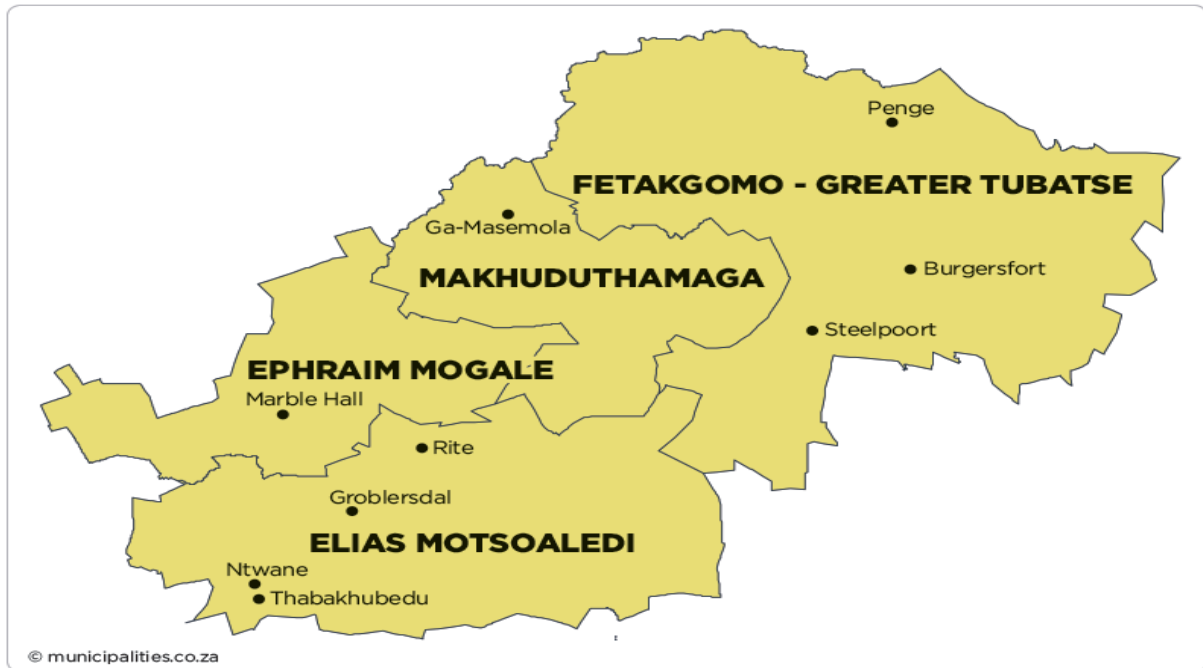 Penge
FETAKGOMO - GREATER TUBATSE
Ga-Masemola
MAKHUDUTHAMAGA
Burgersfort
Steelpoort
EPHRAIM MOGALE
Marble Hall
Rite
Groblersdal
ELIAS MOTSOALEDI
Ntwane
Thabakhubedu
© municipalities.co.za